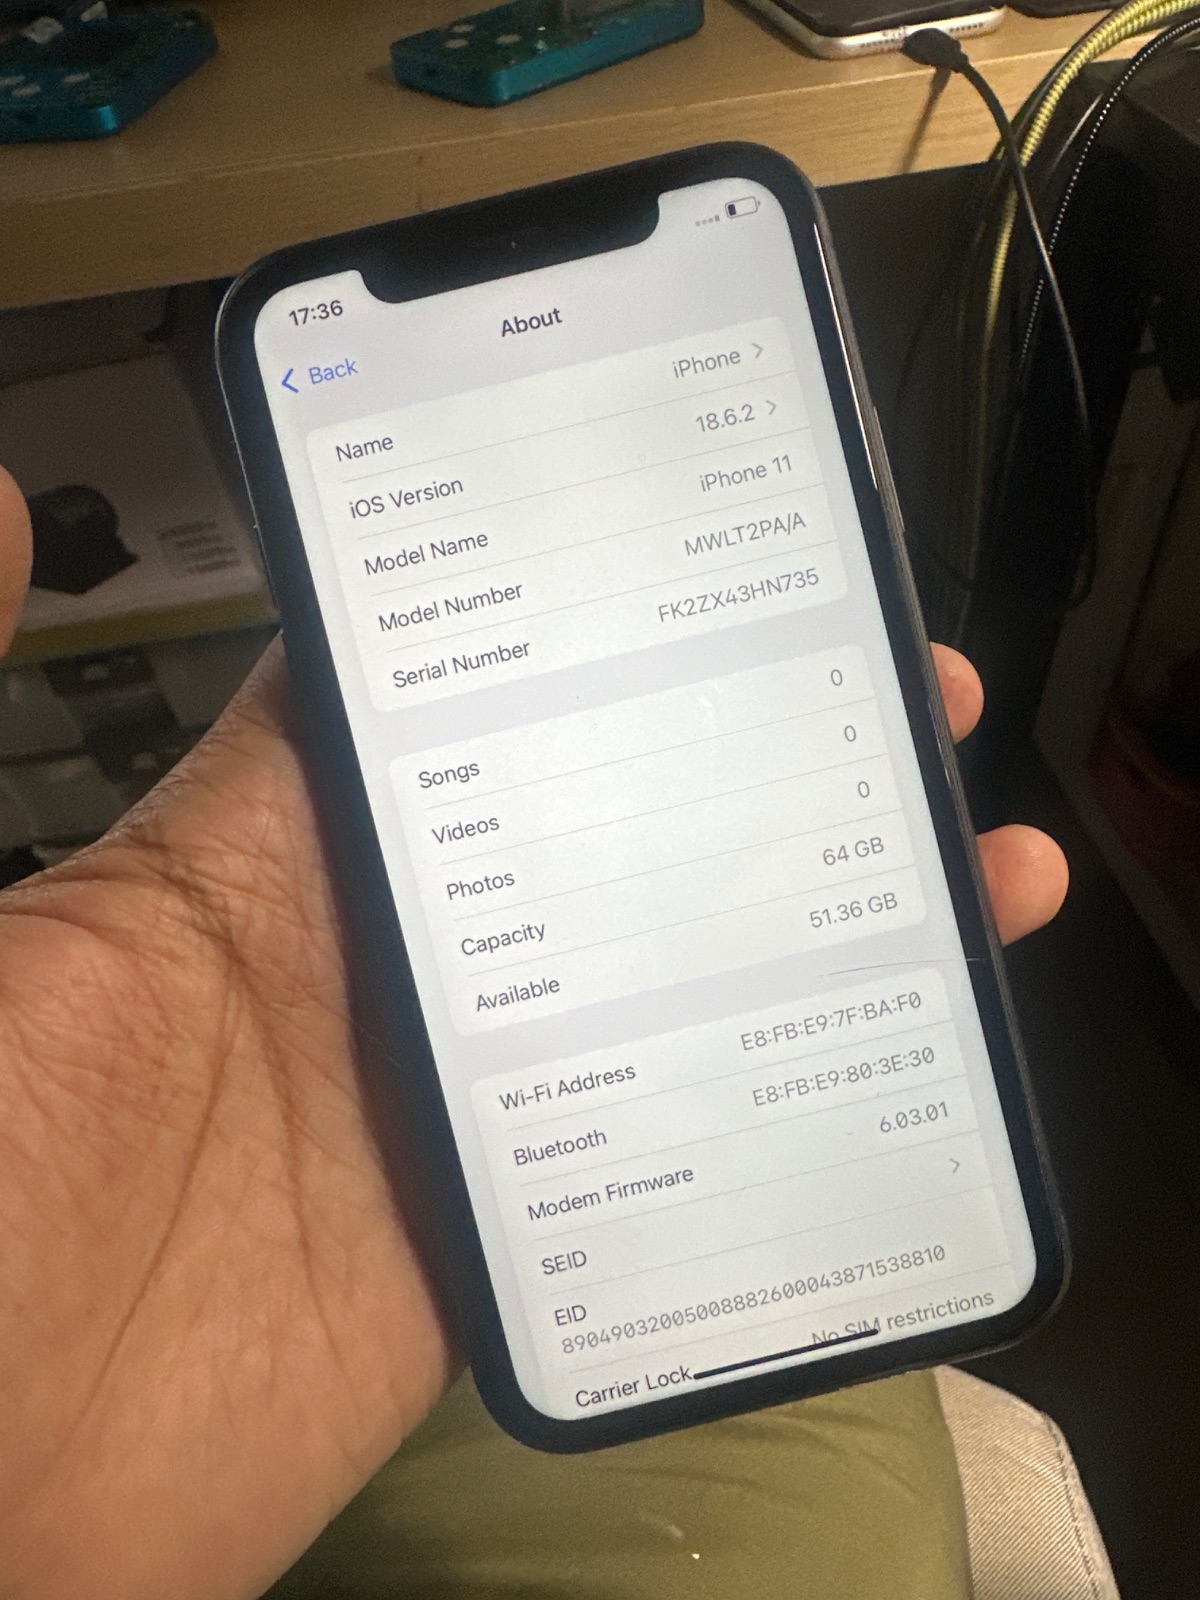 17:36
About
Back
Name iPhone
iOS Version 18.6.2
Model Name iPhone 11
Model Number MWLT2PA/A
Serial Number FK2ZX43HN735
Songs 0
Videos 0
Photos 0
Capacity 64 GB
Available 51.36 GB
Wi-Fi Address E8:FB:E9:7F:BA:F0
Bluetooth E8:FB:E9:80:3E:30
Modem Firmware 6.03.01
SEID
EID
89049032005008882600043871538810
Carrier Lock No SIM restrictions